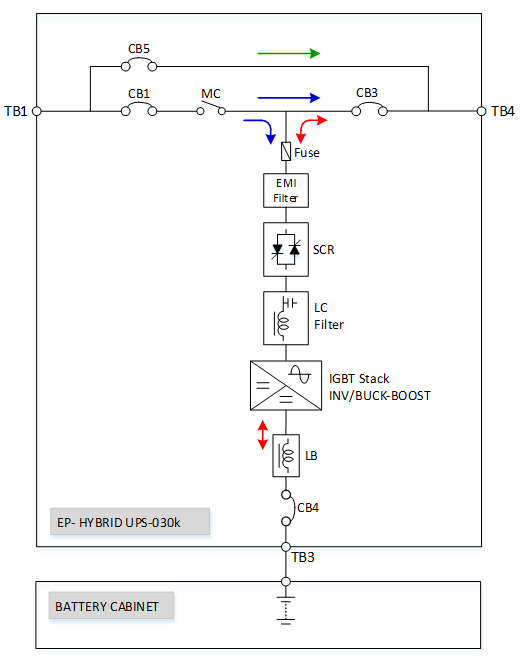 CB5
CB1
MC
CB3
TB1
TB4
Fuse
EMI
Filter
SCR
LC
Filter
IGBT Stack
INV/BUCK-BOOST
LB
CB4
EP- HYBRID UPS-030k
TB3
BATTERY CABINET